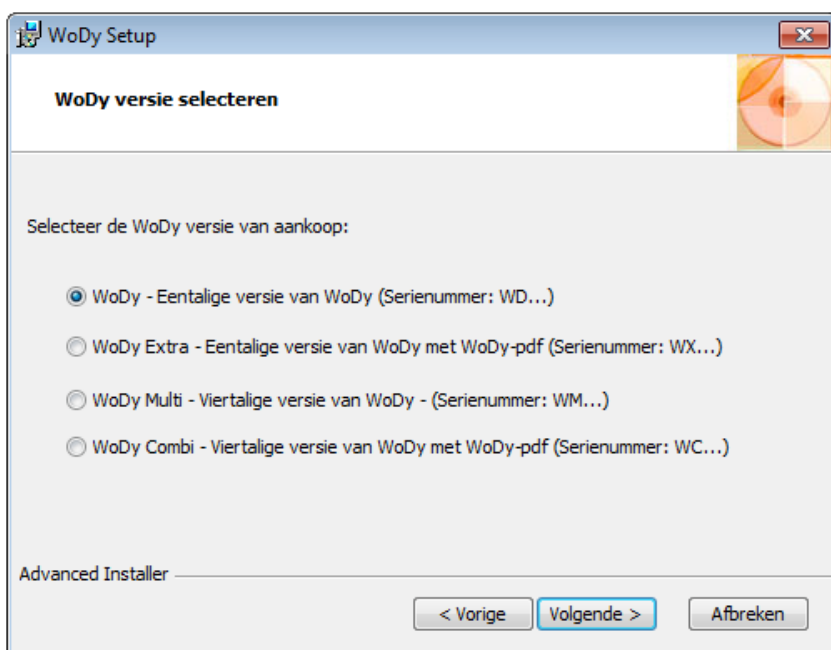 WoDy Setup
WoDy versie selecteren
Selecteer de WoDy versie van aankoop:
WoDy - Eentalige versie van WoDy (Serienummer: WD...)
WoDy Extra - Eentalige versie van WoDy met WoDy-pdf (Serienummer: WX...)
WoDy Multi - Viertalige versie van WoDy - (Serienummer: WM...)
WoDy Combi - Viertalige versie van WoDy met WoDy-pdf (Serienummer: WC...)
Advanced Installer
< Vorige Volgende > Afbreken